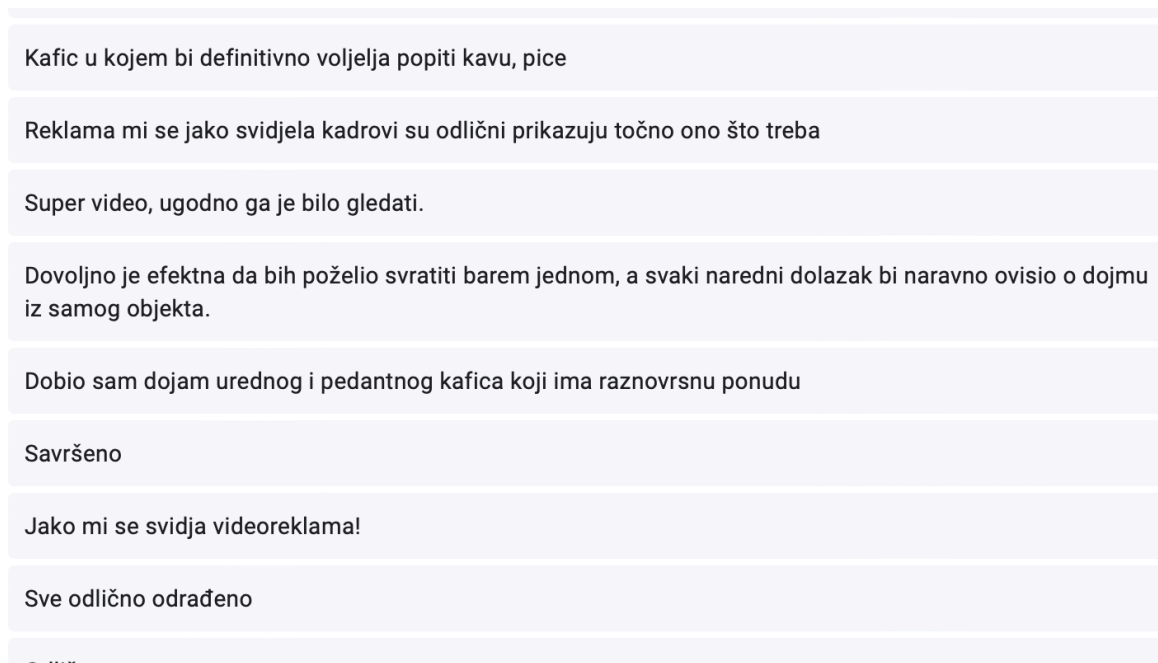 Kafic u kojem bi definitivno voljelja popiti kavu, pice
Reklama mi se jako svidjela kadrovi su odlični prikazuju točno ono što treba
Super video, ugodno ga je bilo gledati.
Dovoljno je efektna da bih poželio svratiti barem jednom, a svaki naredni dolazak bi naravno ovisio o dojmu
iz samog objekta.
Dobio sam dojam urednog i pedantnog kafica koji ima raznovrsnu ponudu
Savršeno
Jako mi se svidja videoreklama!
Sve odlično odrađeno